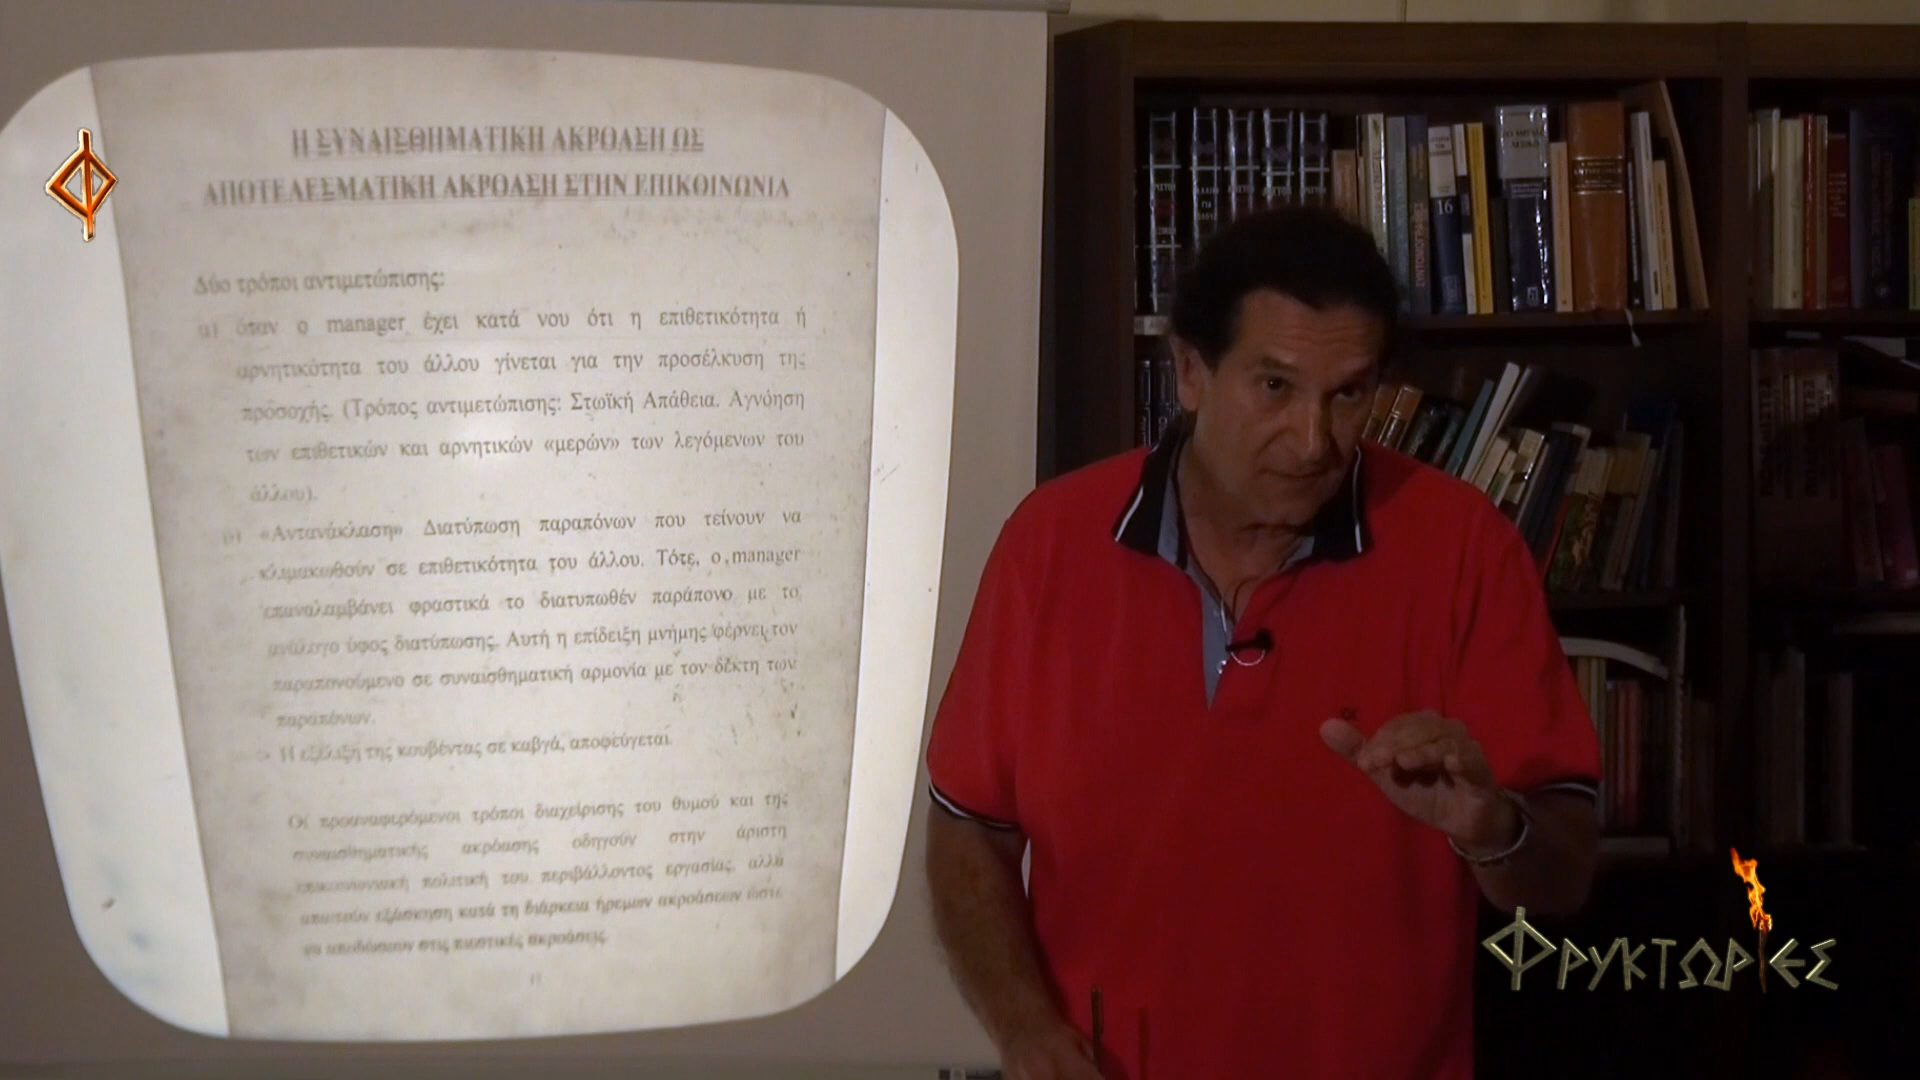 Η ΣΥΝΑΙΣΘΗΜΑΤΙΚΗ ΑΚΡΟΑΣΗ ΩΣ
ΑΠΟΤΕΛΕΣΜΑΤΙΚΗ ΑΚΡΟΑΣΗ ΣΤΗΝ ΕΠΙΚΟΙΝΩΝΙΑ
Δύο τρόποι αντιμετώπισης:
α) όταν ο manager έχει κατά νου ότι η επιθετικότητα ή
αρνητικότητα του άλλου γίνεται για την προσέλκυση της
προσοχής. (Τρόπος αντιμετώπισης: Στωϊκή Απάθεια. Αγνόηση
των επιθετικών και αρνητικών «μερών» των λεγόμενων του
άλλου).
β) «Αντανάκλαση» Διατύπωση παραπόνων που τείνουν να
κλιμακωθούν σε επιθετικότητα του άλλου. Τότε, ο manager
επαναλαμβάνει φραστικά το διατυπωθέν παράπονο με το
ανάλογο ύφος διατύπωσης. Αυτή η επίδειξη μνήμης φέρνει τον
παραπονούμενο σε συναισθηματική αρμονία με τον δέκτη των
παραπόνων.
Η εξέλιξη της κουβέντας σε καβγά, αποφεύγεται.
Οι προαναφερόμενοι τρόποι διαχείρισης του θυμού και της
συναισθηματικής ακρόασης οδηγούν στην άριστη
επικοινωνιακή πολιτική του περιβάλλοντος εργασίας, αλλά
απαιτούν εξάσκηση κατά τη διάρκεια ήρεμων ακροάσεων ώστε
να αποδώσουν στις πιεστικές ακροάσεις.
16
ΦΡΥΚΤΩΡΙΕΣ